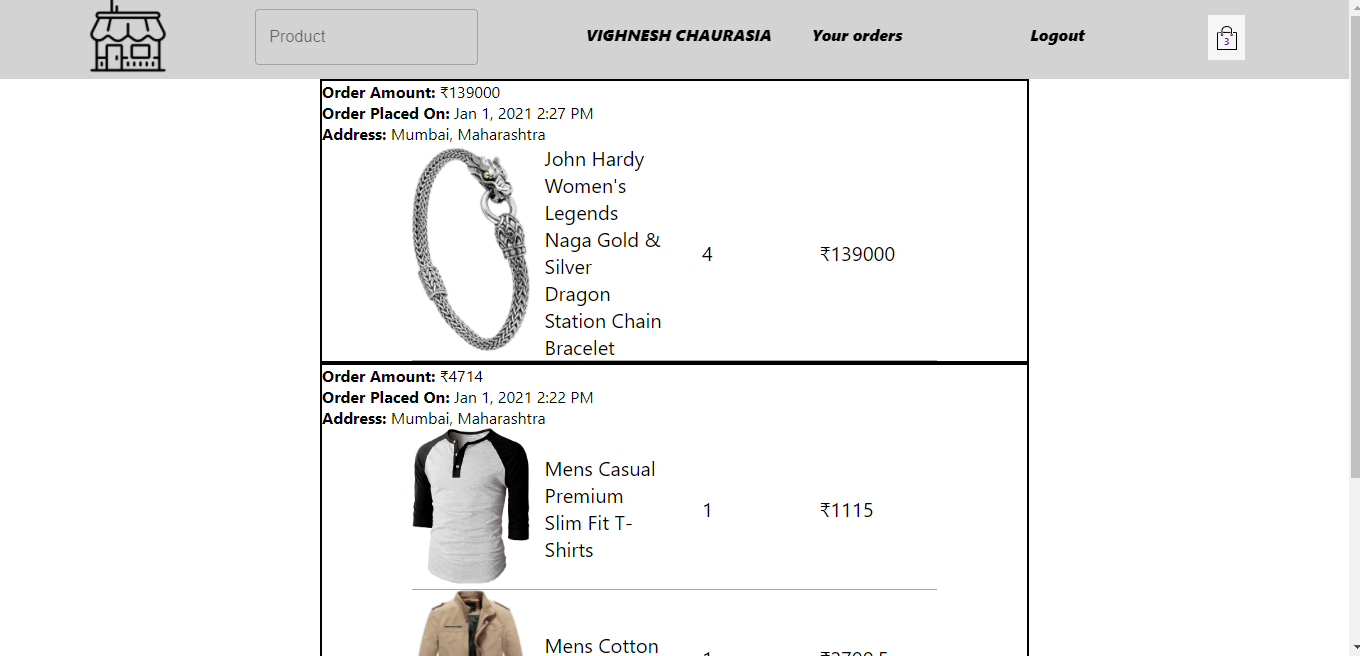 Product
VIGHNESH CHAURASIA
Your orders
Logout
3
Order Amount: ₹139000
Order Placed On: Jan 1, 2021 2:27 PM
Address: Mumbai, Maharashtra
John Hardy
Women's
Legends
Naga Gold &
Silver
Dragon
Station Chain
Bracelet
4
₹139000
Order Amount: ₹4714
Order Placed On: Jan 1, 2021 2:22 PM
Address: Mumbai, Maharashtra
Mens Casual
Premium
Slim Fit T-
Shirts
1
₹1115
Mens Cotton